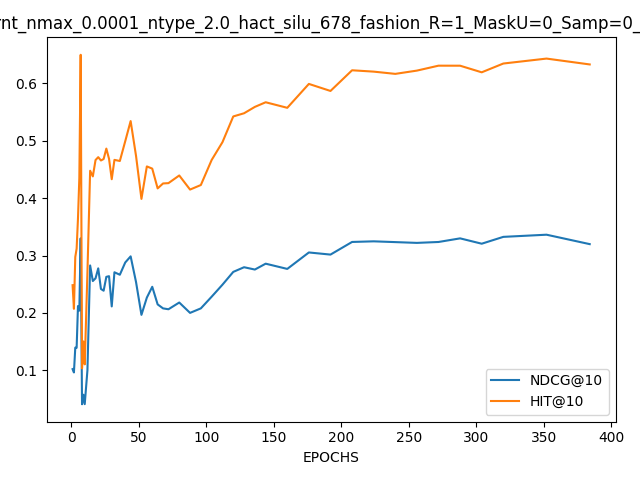 rnt_nmax_0.0001_ntype_2.0_hact_silu_678_fashion_R=1_MaskU=0_Samp=0_
0.6
0.5
0.4
0.3
0.2
0.1
NDCG@10
HIT@10
0 50 100 150 200 250 300 350 400
EPOCHS